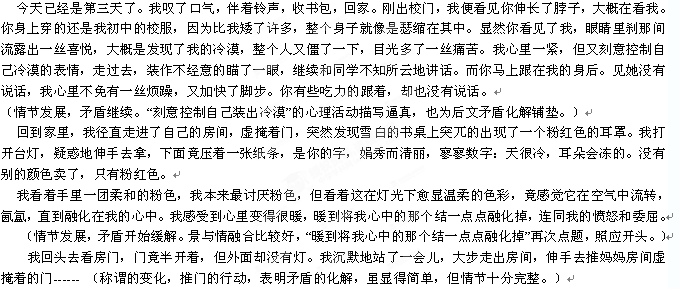 今天已经是第三天了。我叹了口气，伴着铃声，收书包，回家。刚出校门，我便看见你伸长了脖子，大概在看我。
你身上穿的还是我初中的校服，因为比我矮了许多，整个身子就像是瑟缩在其中。显然你看见了我，眼睛里刹那间
流露出一丝喜悦，大概是发现了我的冷漠，整个人又僵了一下，目光多了一丝痛苦。我心里一紧，但又刻意控制自
己冷漠的表情，走过去，装作不经意的瞄了一眼，继续和同学不知所云地讲话。而你马上跟在我的身后。见她没有
说话，我心里不免有一丝烦躁，又加快了脚步。你有些吃力的跟着，却也没有说话。
（情节发展，矛盾继续。“刻意控制自己装出冷漠”的心理活动描写逼真，也为后文矛盾化解铺垫。）
回到家里，我径直走进了自己的房间，虚掩着门，突然发现雪白的书桌上突兀的出现了一个粉红色的耳罩。我打
开台灯，疑惑地伸手去拿，下面竟压着一张纸条，是你的字，娟秀而清丽，寥寥数字：天很冷，耳朵会冻的。没有
别的颜色卖了，只有粉红色。
我看着手里一团柔和的粉色，我本来最讨厌粉色，但看着这在灯光下愈显温柔的色彩，竟感觉它在空气中流转，
氤氲，直到融化在我的心中。我感受到心里变得很暖，暖到将我心中的那个结一点点融化掉，连同我的愤怒和委屈。
（情节发展，矛盾开始缓解。景与情融合比较好，“暖到将我心中的那个结一点点融化掉”再次点题，照应开头。）
我回头去看房门，门竟半开着，但外面却没有灯。我沉默地站了一会儿，大步走出房间，伸手去推妈妈房间虚
掩着的门------ （称谓的变化，推门的行动，表明矛盾的化解，虽显得简单，但情节十分完整。）